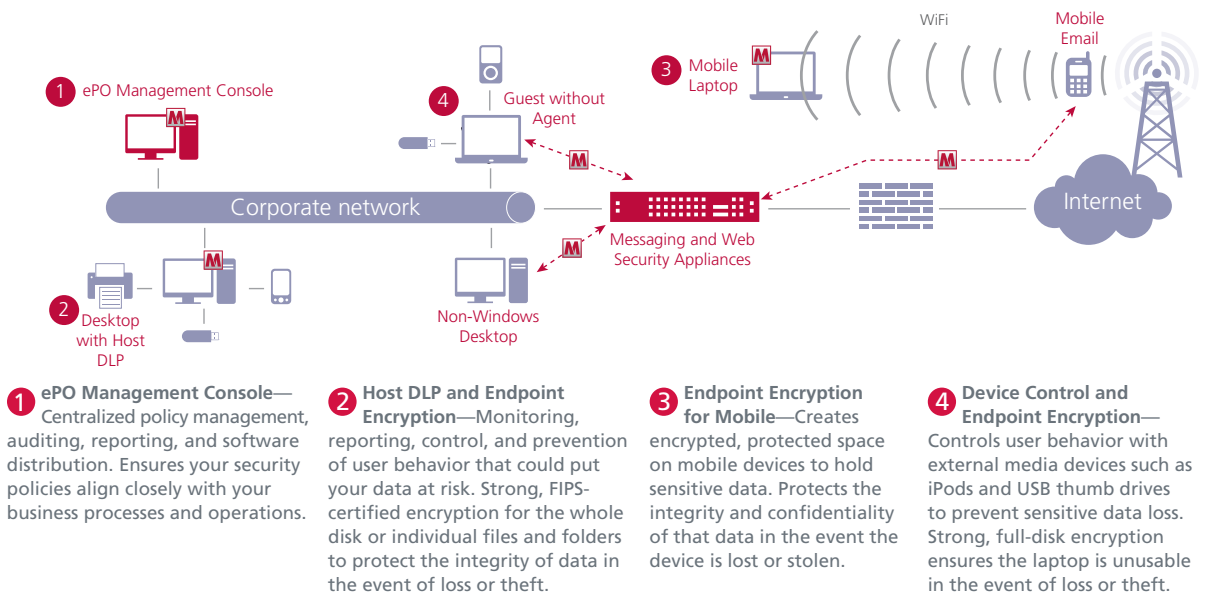 WiFi
Mobile
Email
3
Mobile
Laptop
M
1
ePO Management Console
M
4
Guest without
Agent
M
M
Corporate network
Internet
Messaging and Web
Security Appliances
M
M
2
Desktop
with Host
DLP
Non-Windows
Desktop
1 ePO Management Console—
Centralized policy management,
auditing, reporting, and software
distribution. Ensures your security
policies align closely with your
business processes and operations.
2 Host DLP and Endpoint
Encryption—Monitoring,
reporting, control, and prevention
of user behavior that could put
your data at risk. Strong, FIPS-
certified encryption for the whole
disk or individual files and folders
to protect the integrity of data in
the event of loss or theft.
3 Endpoint Encryption
for Mobile—Creates
encrypted, protected space
on mobile devices to hold
sensitive data. Protects the
integrity and confidentiality
of that data in the event the
device is lost or stolen.
4 Device Control and
Endpoint Encryption—
Controls user behavior with
external media devices such as
iPods and USB thumb drives
to prevent sensitive data loss.
Strong, full-disk encryption
ensures the laptop is unusable
in the event of loss or theft.